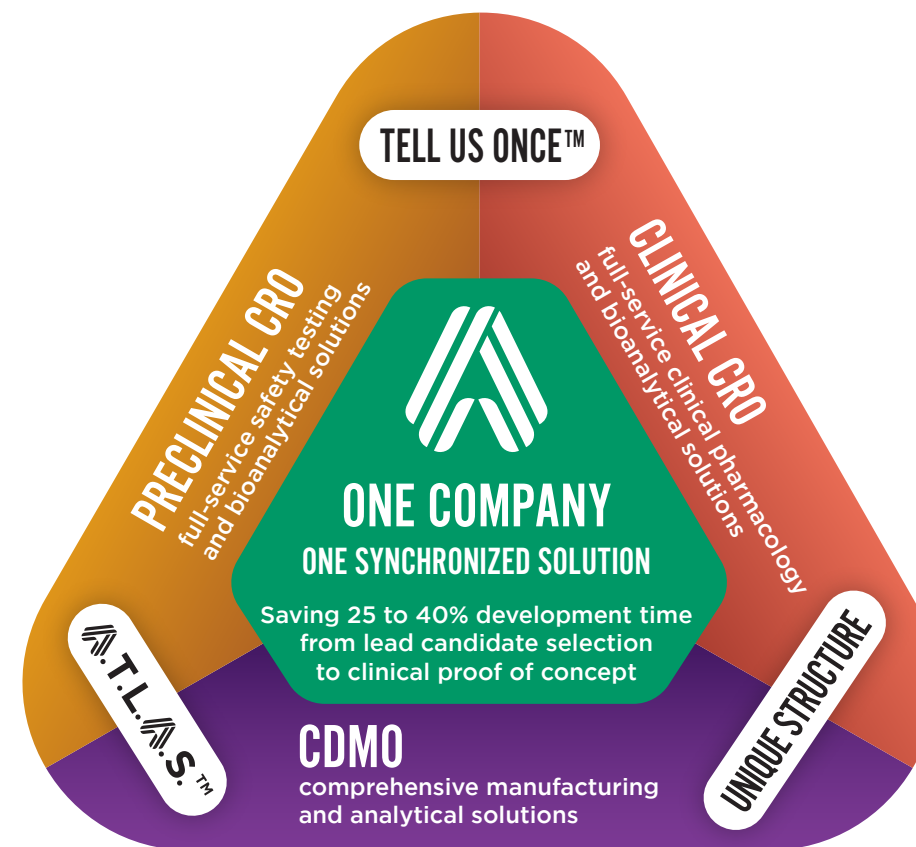 TELL US ONCE™
PRECLINICAL CRO
full-service safety testing
and bioanalytical solutions
CLINICAL CRO
full-service clinical pharmacology
and bioanalytical solutions
ONE COMPANY
ONE SYNCHRONIZED SOLUTION
Saving 25 to 40% development time
from lead candidate selection
to clinical proof of concept
A.T.L.A.S.™
CDMO
comprehensive manufacturing
and analytical solutions
UNIQUE STRUCTURE